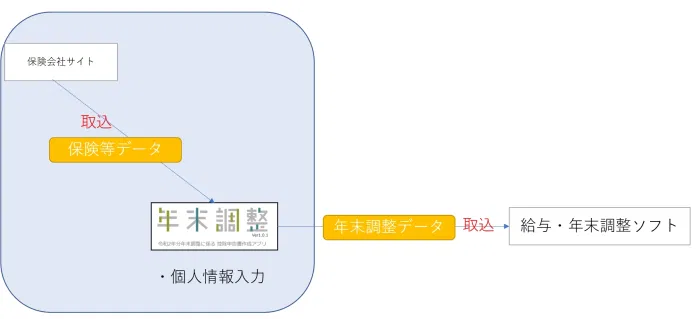 保険会社サイト
取込
保険等データ
年末調整
Ver1.0.1
令和2年分年末調整に係る 控除申告書作成アプリ
・個人情報入力
年末調整データ
取込
給与・年末調整ソフト